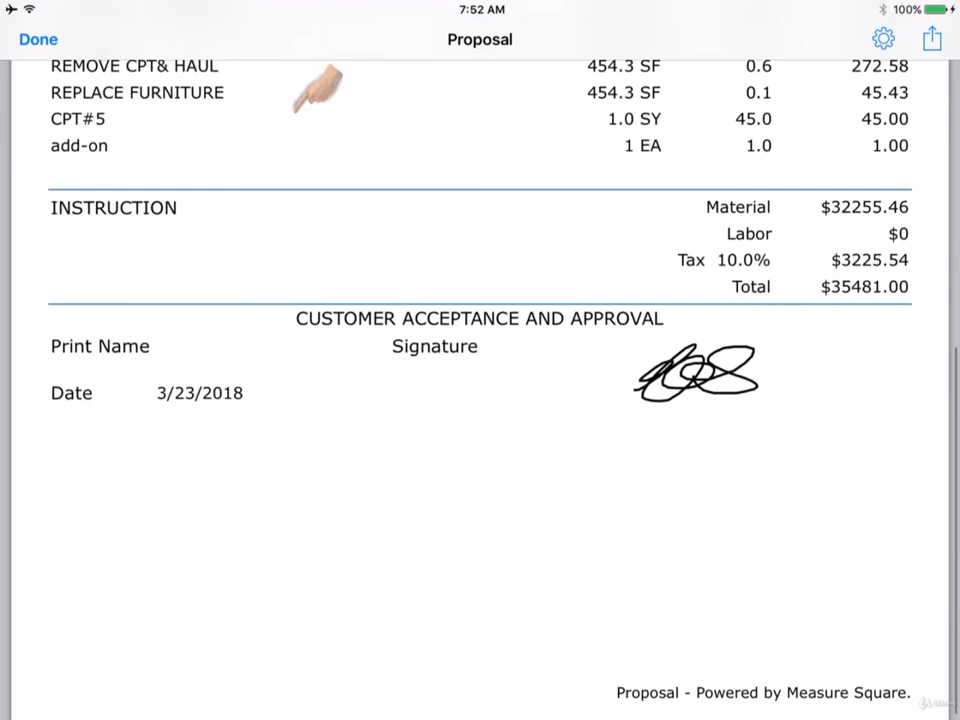 7:52 AM 100%
Done Proposal
REMOVE CPT& HAUL 454.3 SF 0.6 272.58
REPLACE FURNITURE 454.3 SF 0.1 45.43
CPT#5 1.0 SY 45.0 45.00
add-on 1 EA 1.0 1.00
INSTRUCTION Material $32255.46
Labor $0
Tax 10.0% $3225.54
Total $35481.00
CUSTOMER ACCEPTANCE AND APPROVAL
Print Name Signature
Date 3/23/2018
Proposal - Powered by Measure Square.